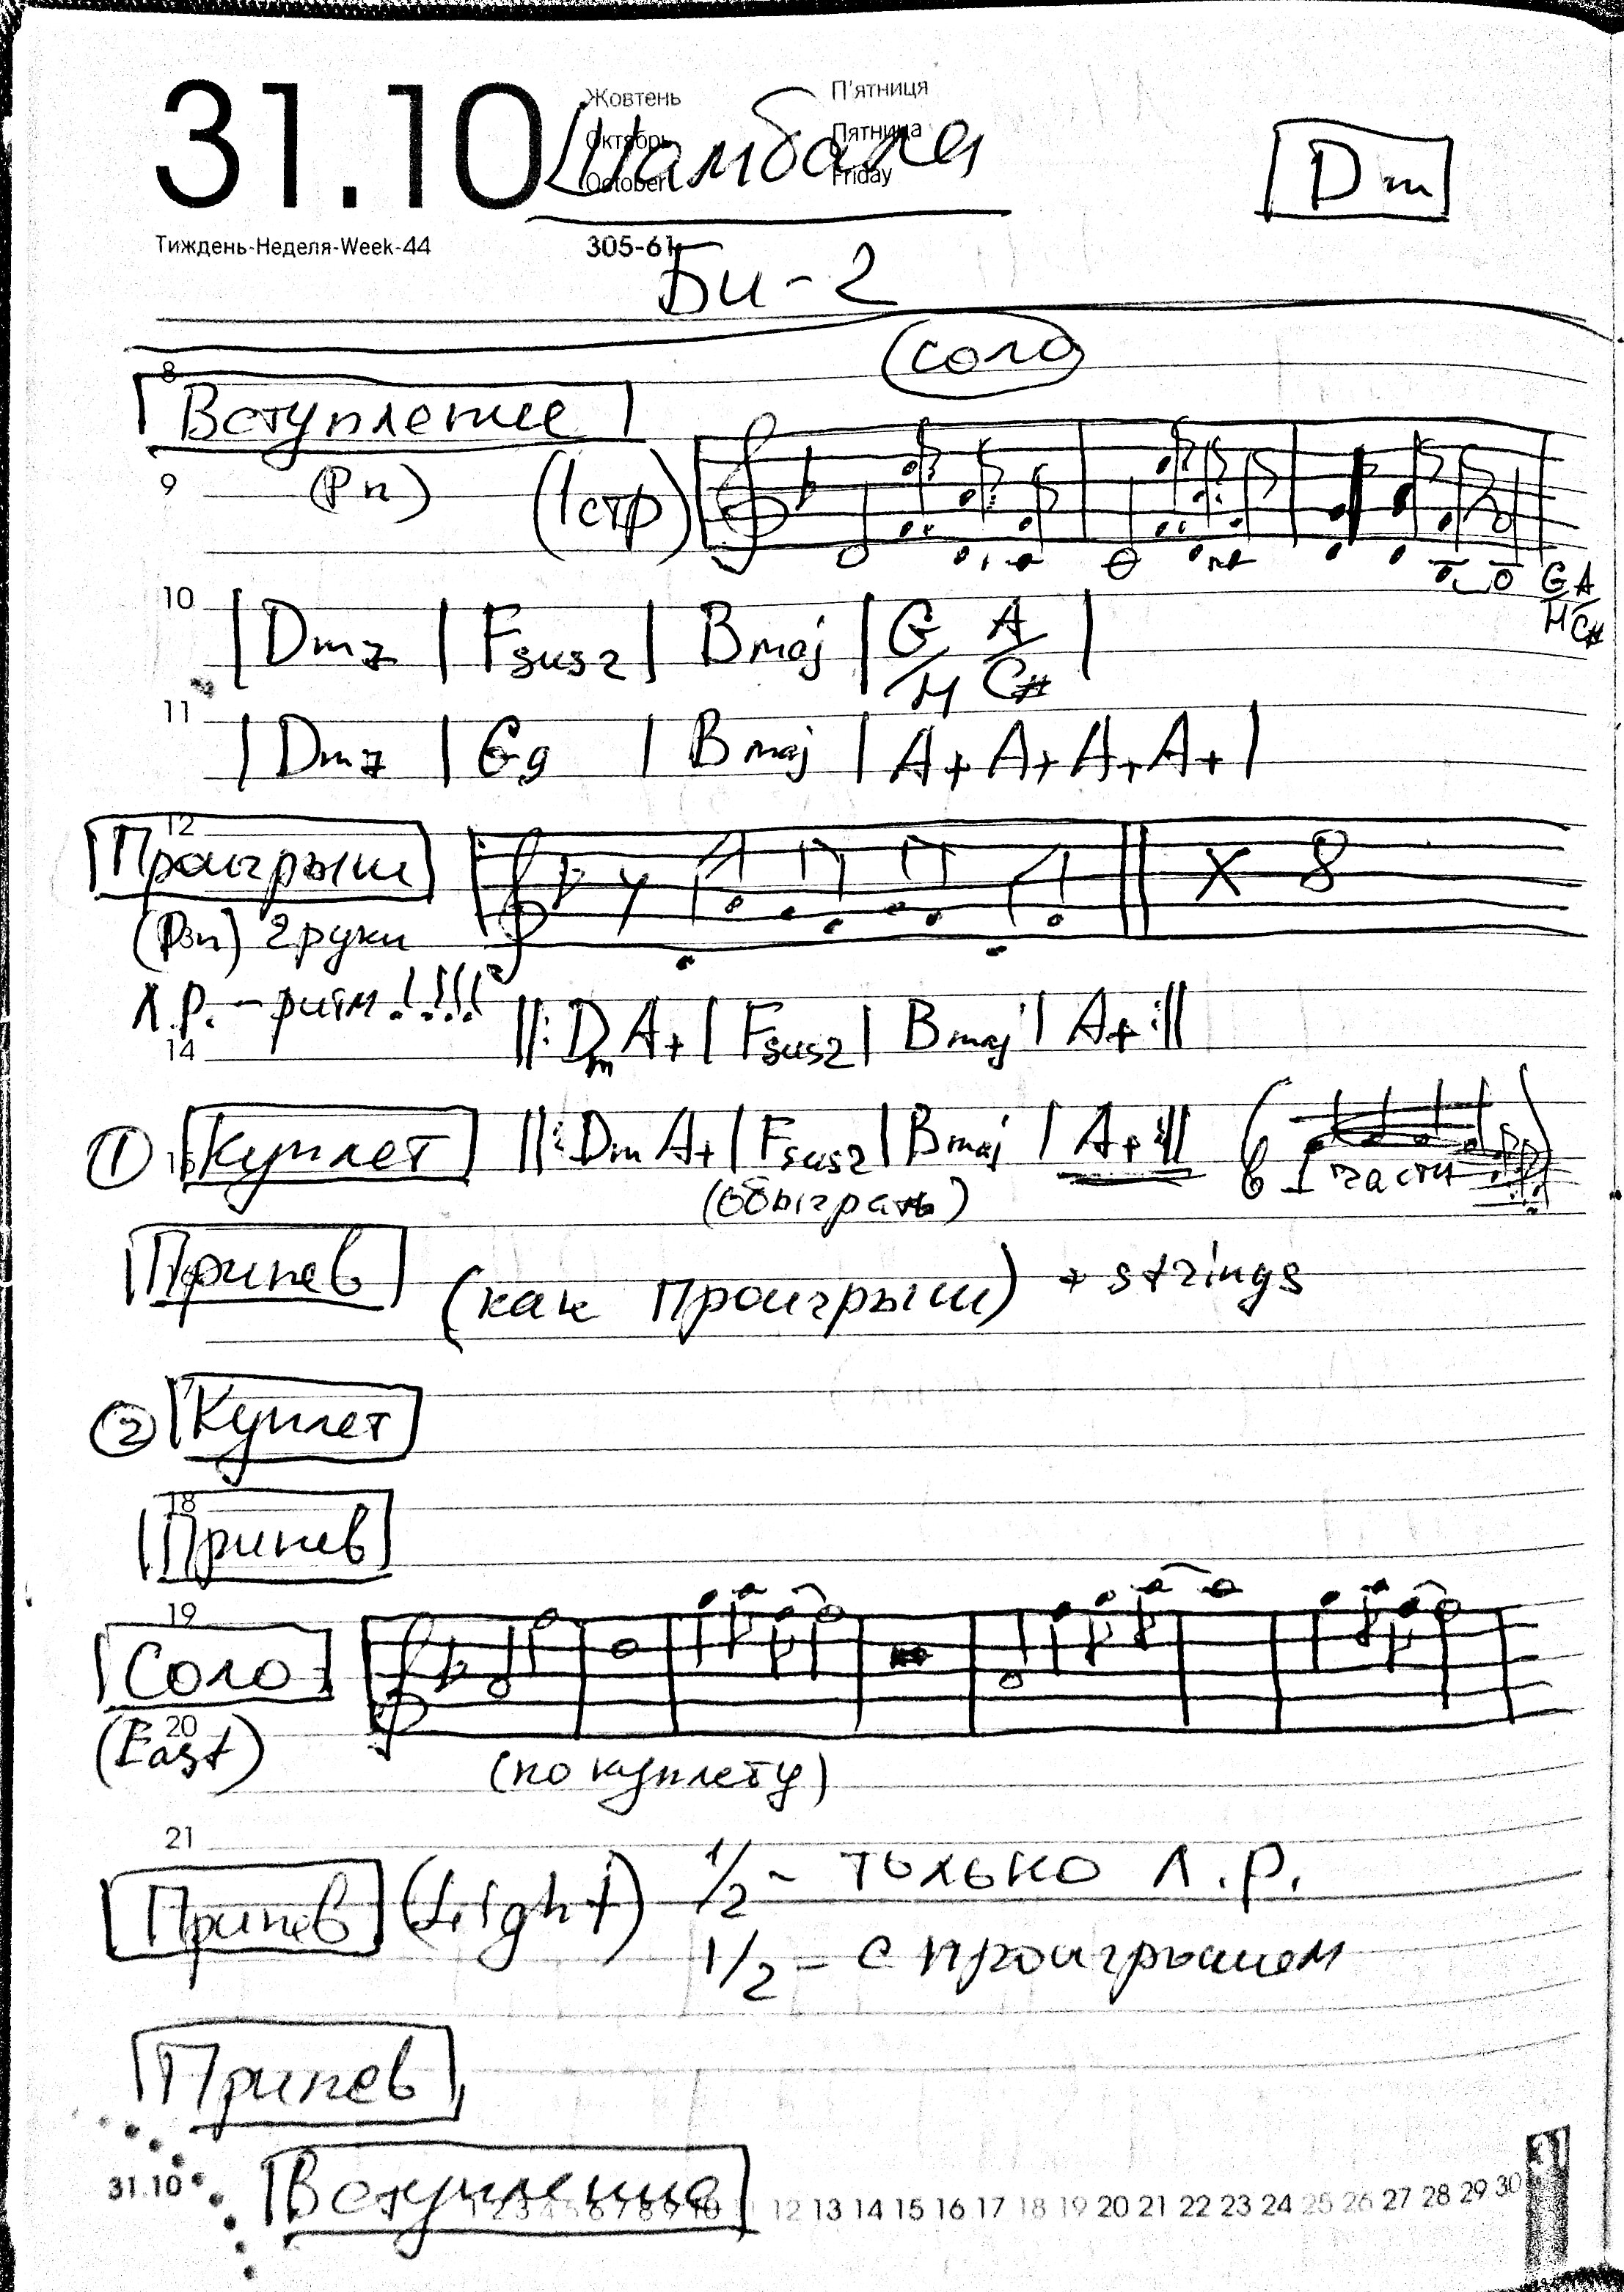 31.10
Жовтень П'ятниця
Октябрь Пятница
October Friday
Шамбала
Dm
Тиждень-Неделя-Week-44 305-61
Би-2
соло
8
Вступление
9 (Pn) (1стр)
G/H A/C#
10
| Dm7 | Fsus2 | Bmaj | G/H A/C# |
11
| Dm7 | G9 | Bmaj | A+ A+ A+ A+ |
12
Проигрыш x 8
(Pn) 2 руки
Л.Р. - ритм!!!!
14
||: Dm A+ | Fsus2 | Bmaj | A+ :||
① Куплет ||: Dm A+ | Fsus2 | Bmaj | A+ :|| (в I части)
(обыграть)
Припев (как Проигрыш) + strings
② Куплет
18
Припев
19
Соло
20
(East) (по куплету)
21
Припев (Light) 1/2 - только Л.Р.
1/2 - с проигрышем
Припев
31.10 Вступление
1 2 3 4 5 6 7 8 9 10 11 12 13 14 15 16 17 18 19 20 21 22 23 24 25 26 27 28 29 30